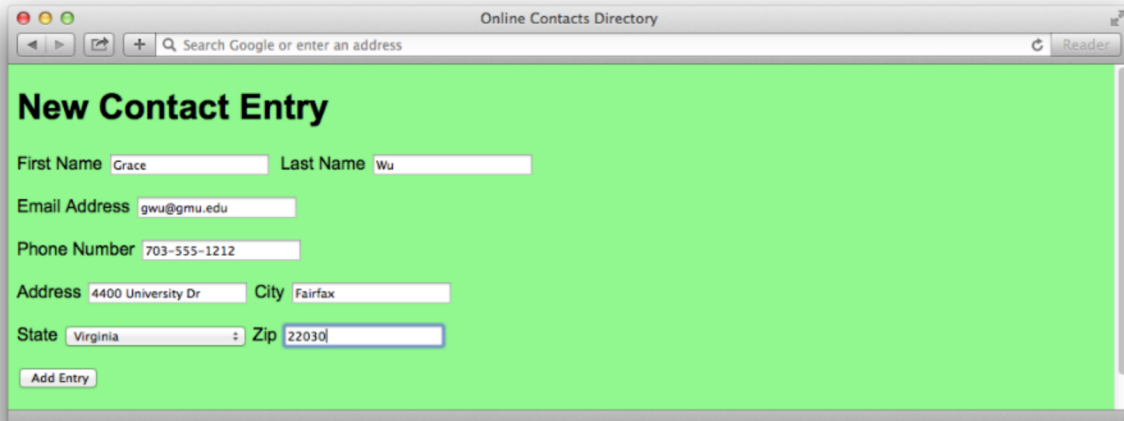 Online Contacts Directory
Search Google or enter an address Reader
New Contact Entry
First Name Grace Last Name Wu
Email Address gwu@gmu.edu
Phone Number 703-555-1212
Address 4400 University Dr City Fairfax
State Virginia Zip 22030
Add Entry